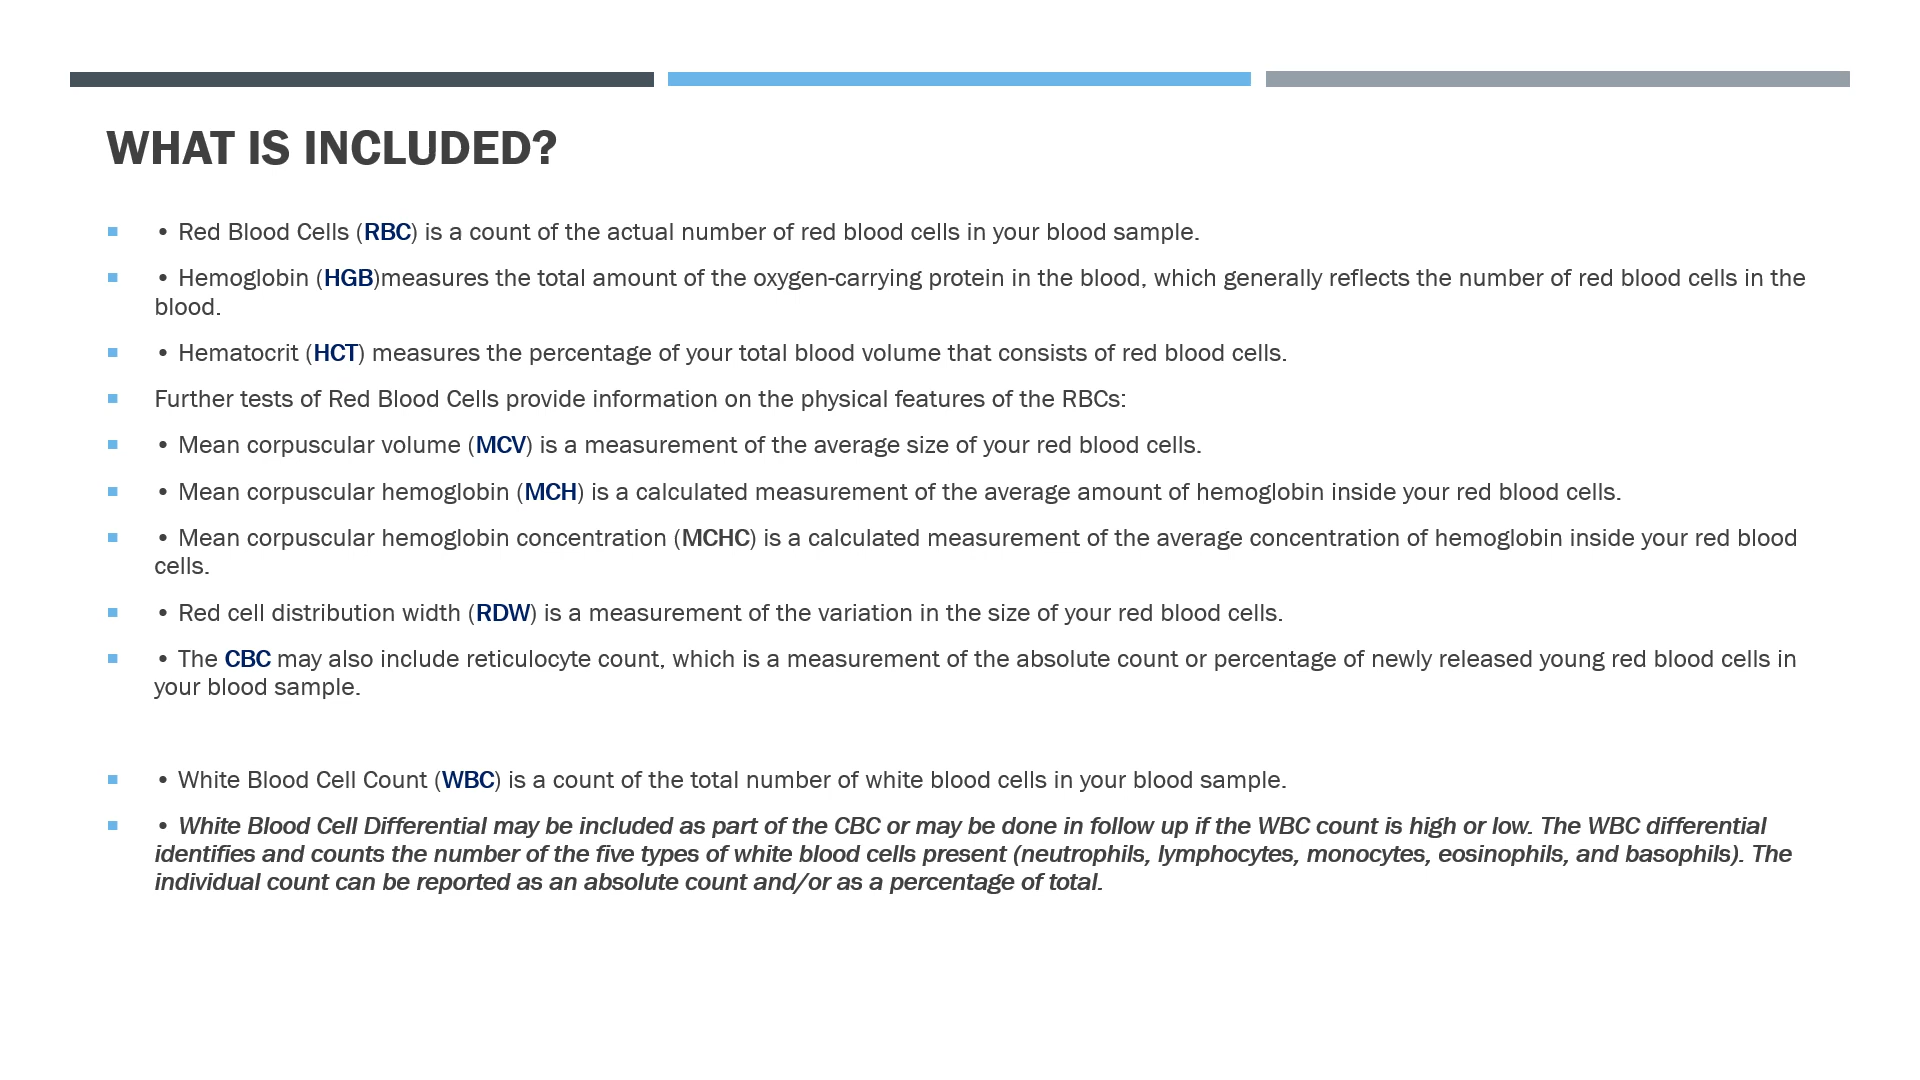 WHAT IS INCLUDED?
• Red Blood Cells (RBC) is a count of the actual number of red blood cells in your blood sample.
• Hemoglobin (HGB)measures the total amount of the oxygen-carrying protein in the blood, which generally reflects the number of red blood cells in the
blood.
• Hematocrit (HCT) measures the percentage of your total blood volume that consists of red blood cells.
Further tests of Red Blood Cells provide information on the physical features of the RBCs:
• Mean corpuscular volume (MCV) is a measurement of the average size of your red blood cells.
• Mean corpuscular hemoglobin (MCH) is a calculated measurement of the average amount of hemoglobin inside your red blood cells.
• Mean corpuscular hemoglobin concentration (MCHC) is a calculated measurement of the average concentration of hemoglobin inside your red blood
cells.
• Red cell distribution width (RDW) is a measurement of the variation in the size of your red blood cells.
• The CBC may also include reticulocyte count, which is a measurement of the absolute count or percentage of newly released young red blood cells in
your blood sample.
• White Blood Cell Count (WBC) is a count of the total number of white blood cells in your blood sample.
• White Blood Cell Differential may be included as part of the CBC or may be done in follow up if the WBC count is high or low. The WBC differential
identifies and counts the number of the five types of white blood cells present (neutrophils, lymphocytes, monocytes, eosinophils, and basophils). The
individual count can be reported as an absolute count and/or as a percentage of total.